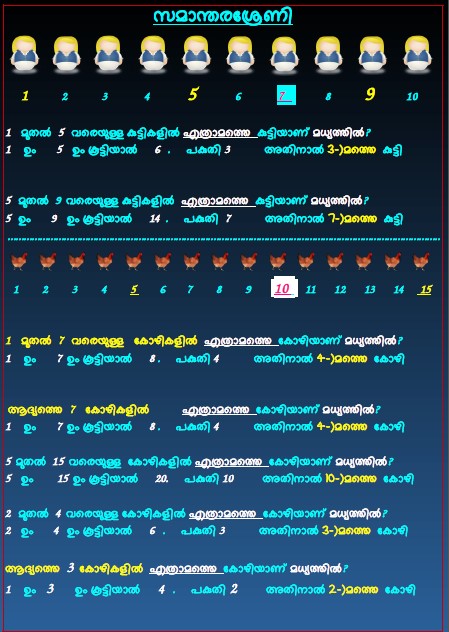 സമാന്തരശ്രേണി
1 2 3 4 5 6 7 8 9 10
1 മുതൽ 5 വരെയുള്ള കുട്ടികളിൽ എത്രാമത്തെ കുട്ടിയാണ് മധ്യത്തിൽ?
1 ഉം 5 ഉം കൂട്ടിയാൽ 6 . പകുതി 3 അതിനാൽ 3-)മത്തെ കുട്ടി
5 മുതൽ 9 വരെയുള്ള കുട്ടികളിൽ എത്രാമത്തെ കുട്ടിയാണ് മധ്യത്തിൽ?
5 ഉം 9 ഉം കൂട്ടിയാൽ 14 . പകുതി 7 അതിനാൽ 7-)മത്തെ കുട്ടി
1 2 3 4 5 6 7 8 9 10 11 12 13 14 15
1 മുതൽ 7 വരെയുള്ള കോഴികളിൽ എത്രാമത്തെ കോഴിയാണ് മധ്യത്തിൽ?
1 ഉം 7 ഉം കൂട്ടിയാൽ 8 . പകുതി 4 അതിനാൽ 4-)മത്തെ കോഴി
ആദ്യത്തെ 7 കോഴികളിൽ എത്രാമത്തെ കോഴിയാണ് മധ്യത്തിൽ?
1 ഉം 7 ഉം കൂട്ടിയാൽ 8 . പകുതി 4 അതിനാൽ 4-)മത്തെ കോഴി
5 മുതൽ 15 വരെയുള്ള കോഴികളിൽ എത്രാമത്തെ കോഴിയാണ് മധ്യത്തിൽ?
5 ഉം 15 ഉം കൂട്ടിയാൽ 20. പകുതി 10 അതിനാൽ 10-)മത്തെ കോഴി
2 മുതൽ 4 വരെയുള്ള കോഴികളിൽ എത്രാമത്തെ കോഴിയാണ് മധ്യത്തിൽ?
2 ഉം 4 ഉം കൂട്ടിയാൽ 6 . പകുതി 3 അതിനാൽ 3-)മത്തെ കോഴി
ആദ്യത്തെ 3 കോഴികളിൽ എത്രാമത്തെ കോഴിയാണ് മധ്യത്തിൽ?
1 ഉം 3 ഉം കൂട്ടിയാൽ 4 . പകുതി 2 അതിനാൽ 2-)മത്തെ കോഴി